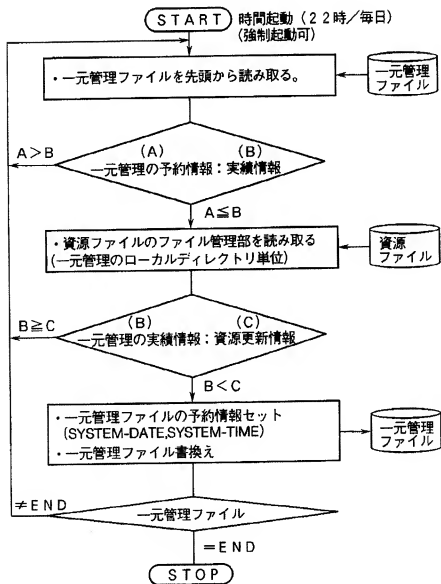 START
時間起動(22時/毎日)
(強制起動可)
・一元管理ファイルを先頭から読み取る。
一元管理
ファイル
(A) (B)
一元管理の予約情報:実績情報
A>B
A≦B
・資源ファイルのファイル管理部を読み取る
(一元管理のローカルディレクトリ単位)
資源
ファイル
(B) (C)
一元管理の実績情報:資源更新情報
B≧C
B<C
・一元管理ファイルの予約情報セット
(SYSTEM-DATE,SYSTEM-TIME)
・一元管理ファイル書換え
一元管理
ファイル
≠END
一元管理ファイル
=END
STOP